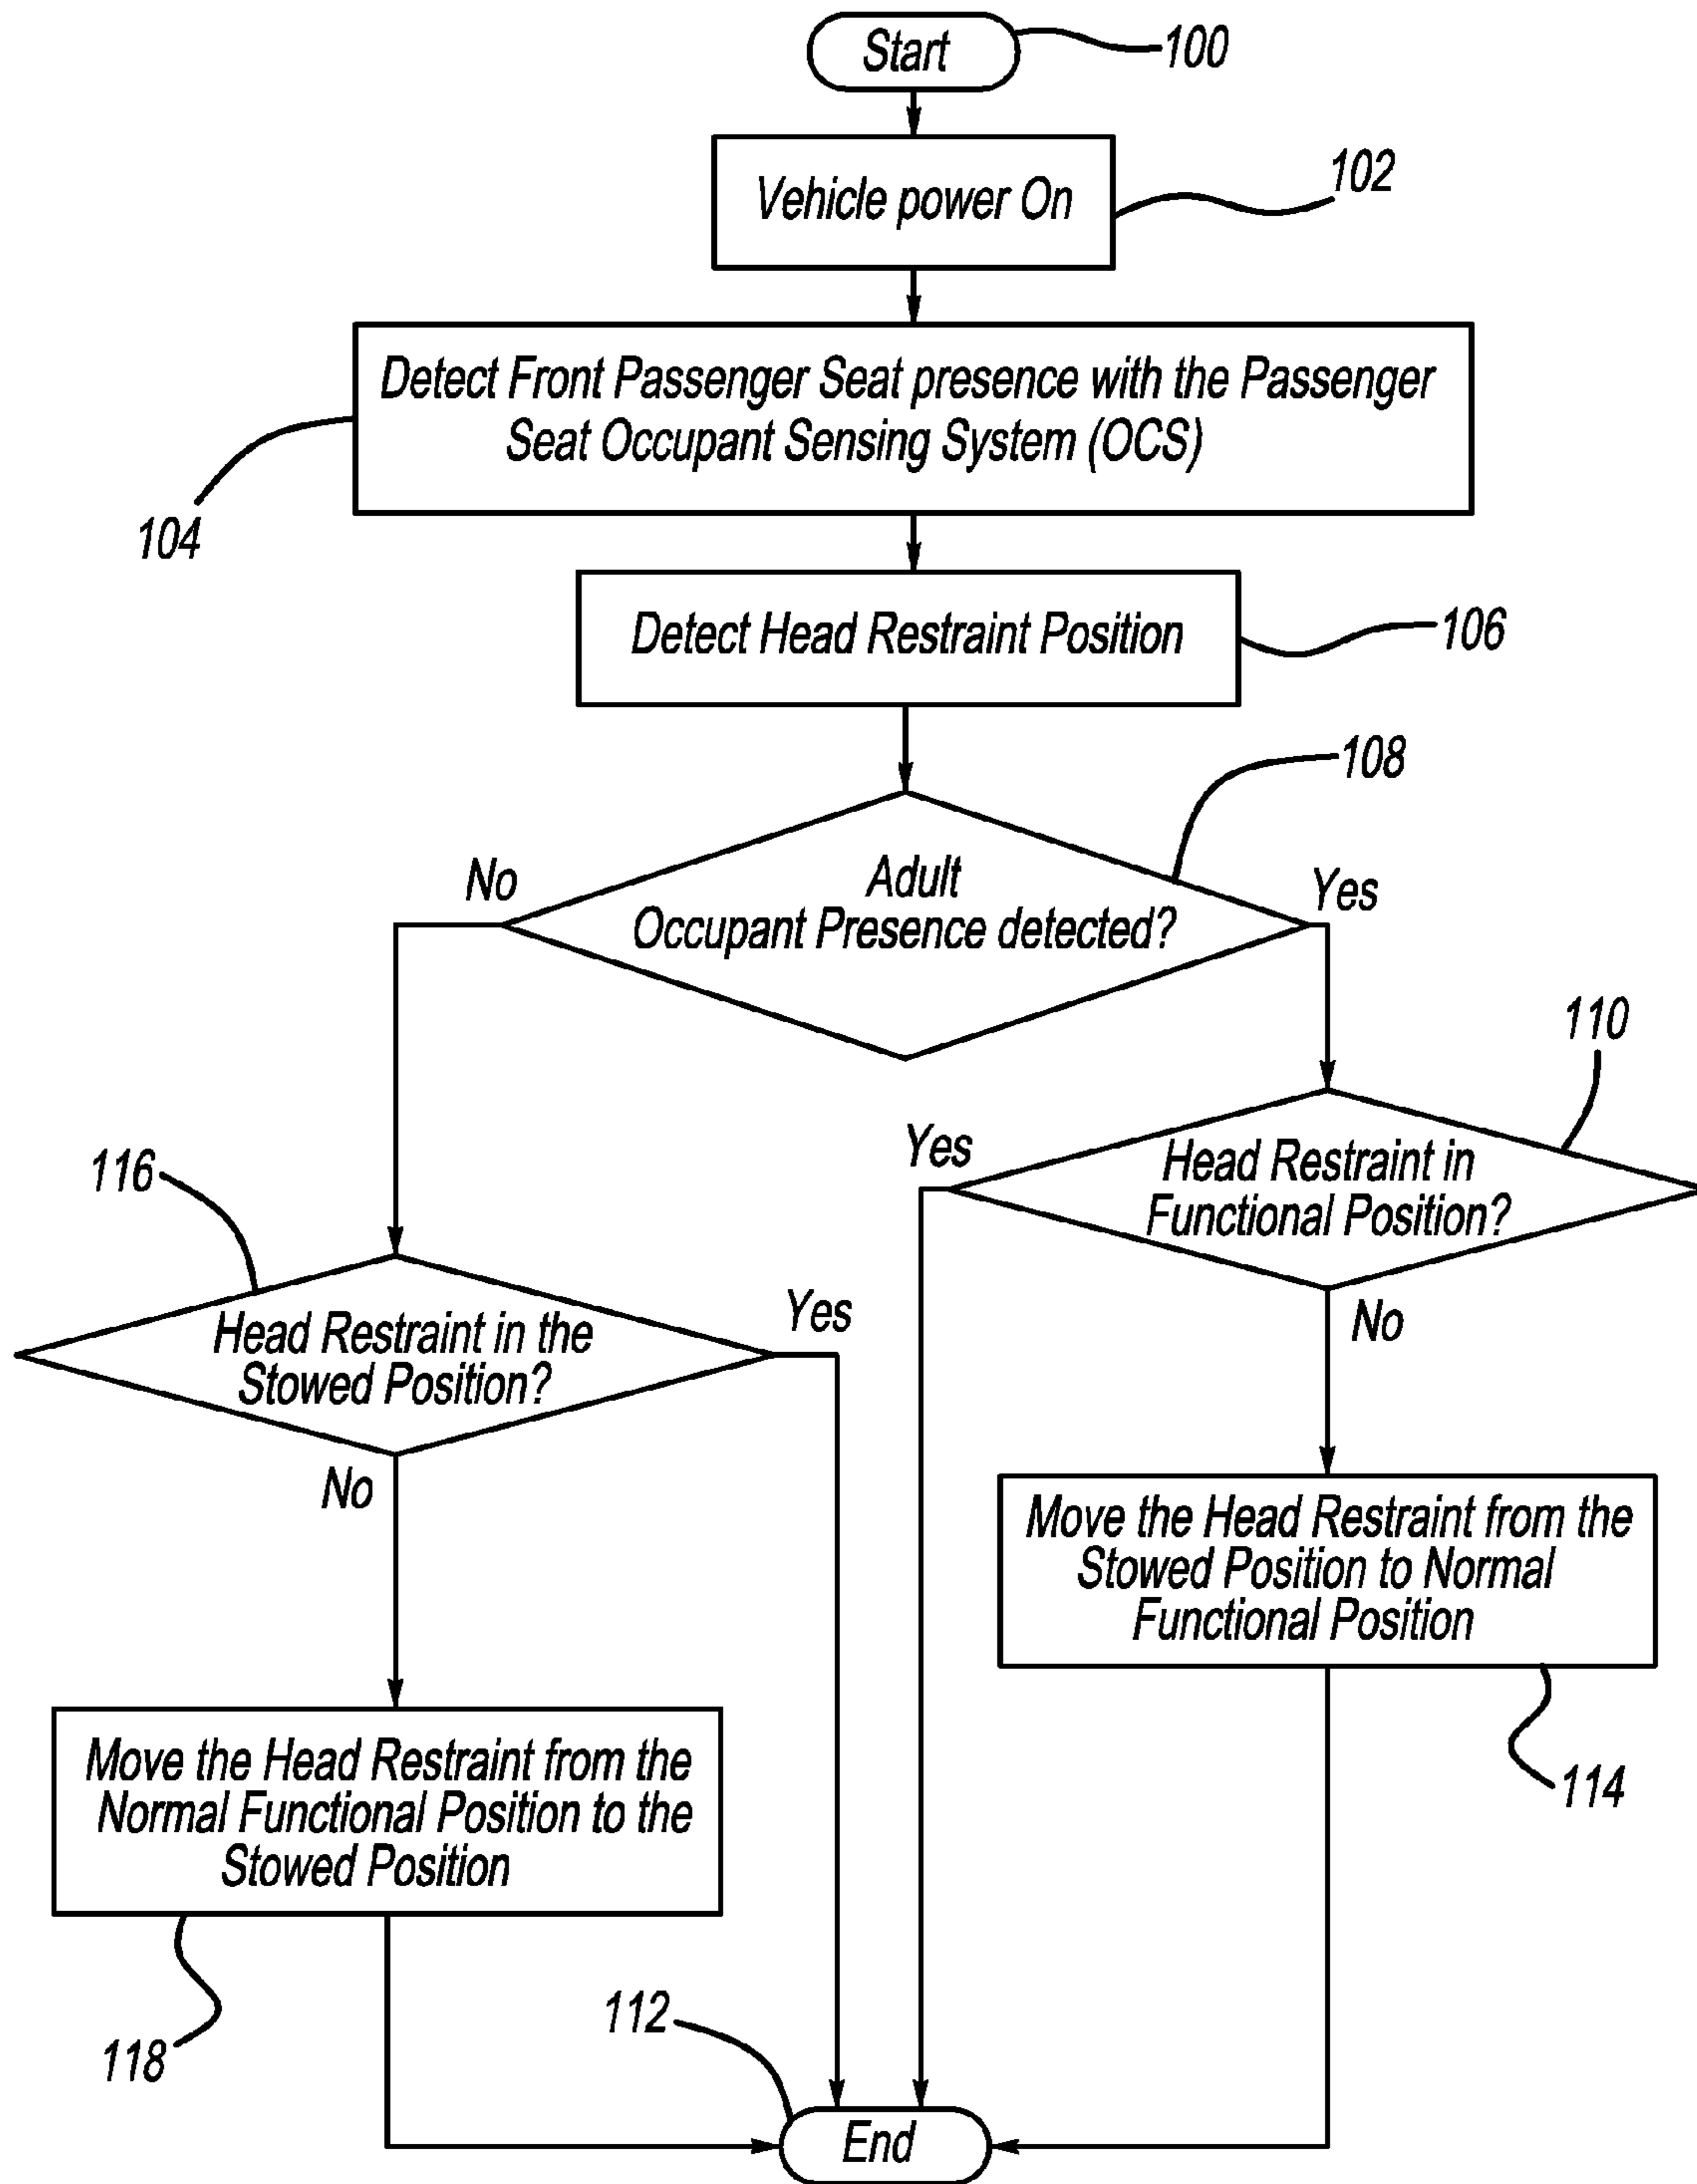 Start
100
Vehicle power On
102
Detect Front Passenger Seat presence with the Passenger
Seat Occupant Sensing System (OCS)
104
Detect Head Restraint Position
106
108
No
Adult
Occupant Presence detected?
Yes
110
116
Yes
Head Restraint in
Functional Position?
Head Restraint in the
Stowed Position?
Yes
No
No
Move the Head Restraint from the
Stowed Position to Normal
Functional Position
114
Move the Head Restraint from the
Normal Functional Position to the
Stowed Position
118
112
End